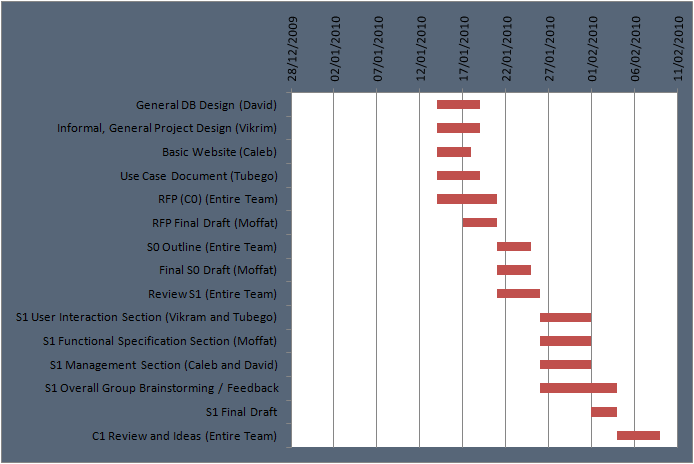 28/12/2009
02/01/2010
07/01/2010
12/01/2010
17/01/2010
22/01/2010
27/01/2010
01/02/2010
06/02/2010
11/02/2010
General DB Design (David)
Informal, General Project Design (Vikrim)
Basic Website (Caleb)
Use Case Document (Tubego)
RFP (C0) (Entire Team)
RFP Final Draft (Moffat)
S0 Outline (Entire Team)
Final S0 Draft (Moffat)
Review S1 (Entire Team)
S1 User Interaction Section (Vikram and Tubego)
S1 Functional Specification Section (Moffat)
S1 Management Section (Caleb and David)
S1 Overall Group Brainstorming / Feedback
S1 Final Draft
C1 Review and Ideas (Entire Team)